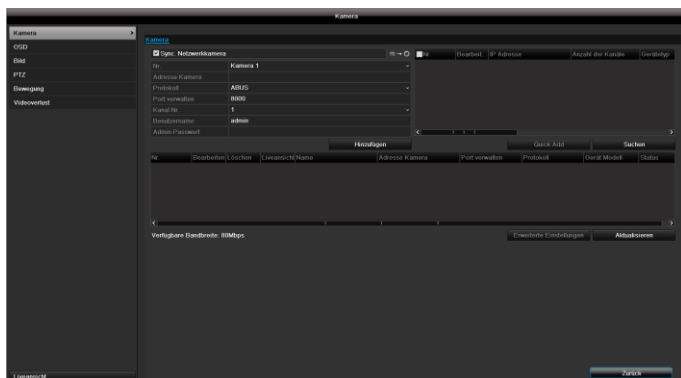 Kamera
Kamera
OSD
Bild
PTZ
Bewegung
Videoverlust
Liveansicht
Kamera
Sync. Netzwerkkamera
Nr. Kamera 1
Adresse Kamera
Protokoll ABUS
Port verwalten 8000
Kanal Nr. 1
Benutzername admin
Admin Passwort
Nr. Bearbeit. IP Adresse Anzahl der Kanäle Gerätetyp
Hinzufügen Quick Add Suchen
Nr. Bearbeiten Löschen Liveansicht Name Adresse Kamera Port verwalten Protokoll Gerät Modell Status
Verfügbare Bandbreite: 80Mbps
Erweiterte Einstellungen Aktualisieren
Zurück